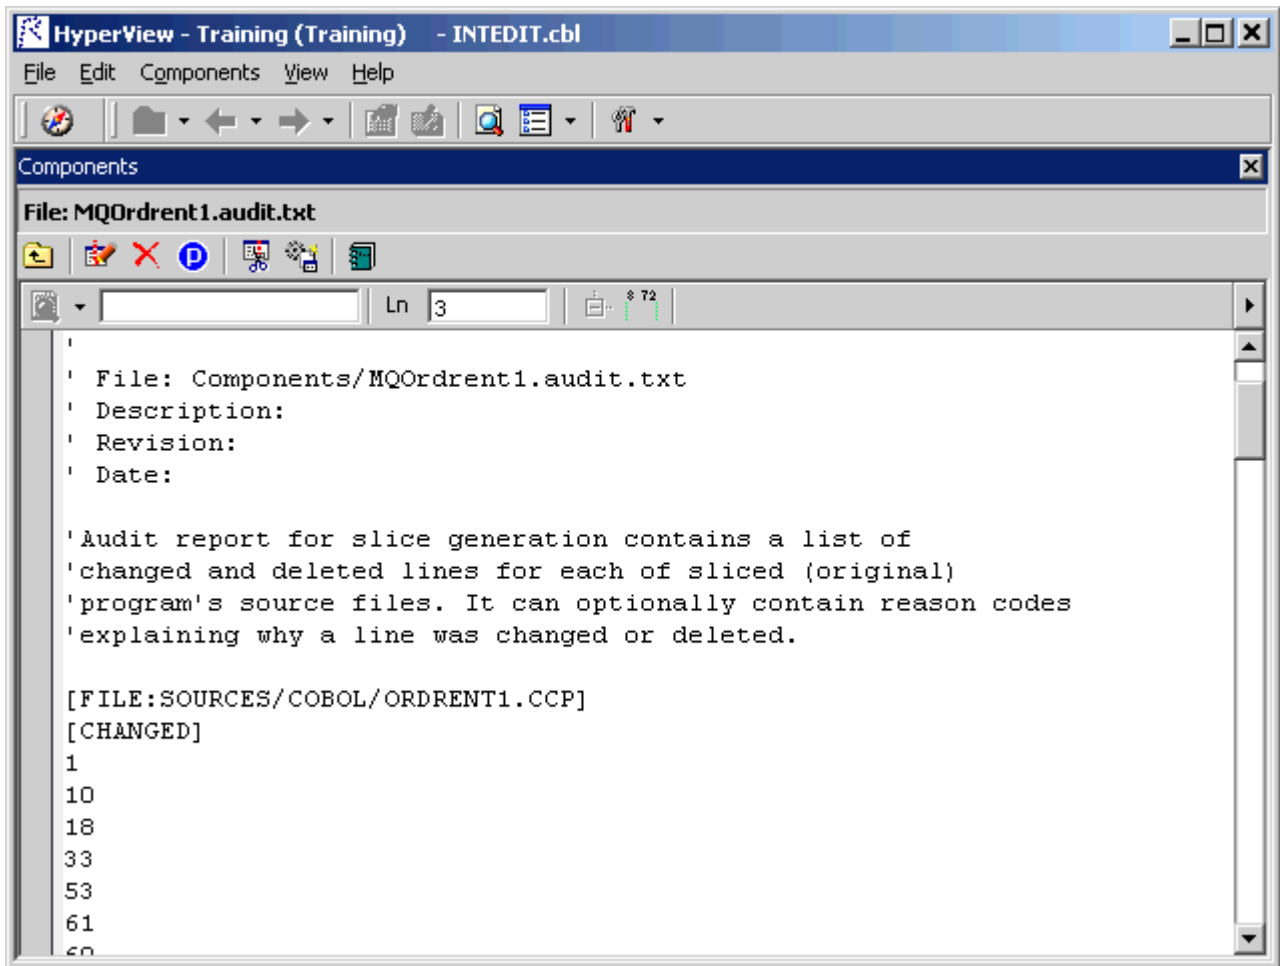 HyperView - Training (Training) - INTEDIT.cbl
File Edit Components View Help
Components
File: MQOrdrent1.audit.txt
Ln 3
8 72
'
' File: Components/MQOrdrent1.audit.txt
' Description:
' Revision:
' Date:
'Audit report for slice generation contains a list of
'changed and deleted lines for each of sliced (original)
'program's source files. It can optionally contain reason codes
'explaining why a line was changed or deleted.
[FILE:SOURCES/COBOL/ORDRENT1.CCP]
[CHANGED]
1
10
18
33
53
61